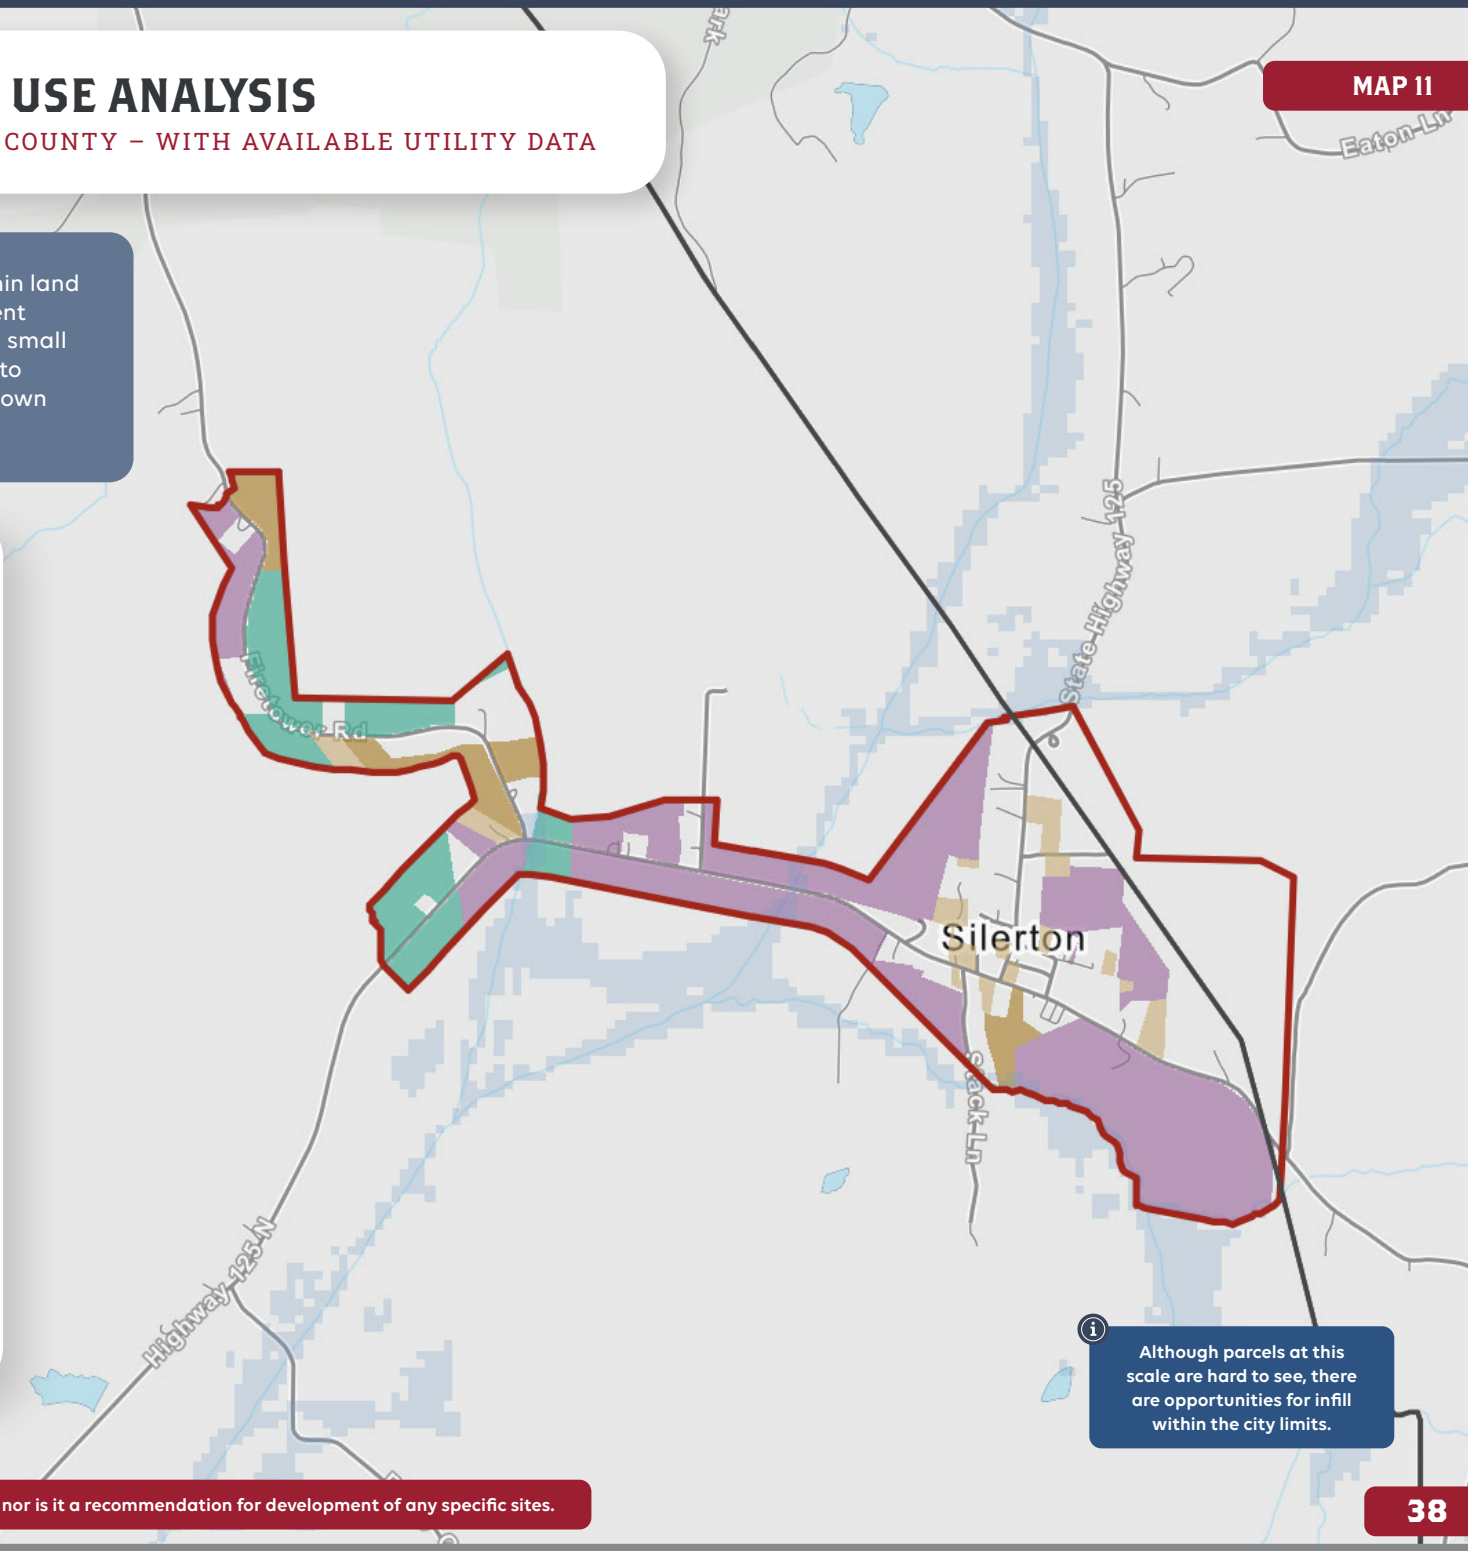 USE ANALYSIS
COUNTY – WITH AVAILABLE UTILITY DATA
MAP 11
Eaton-Ln
land
small
to
own
State-Highway 125
Firetower Rd
Silerton
Stack-Ln
Highway 125-N
i
Although parcels at this
scale are hard to see, there
are opportunities for infill
within the city limits.
nor is it a recommendation for development of any specific sites.
38